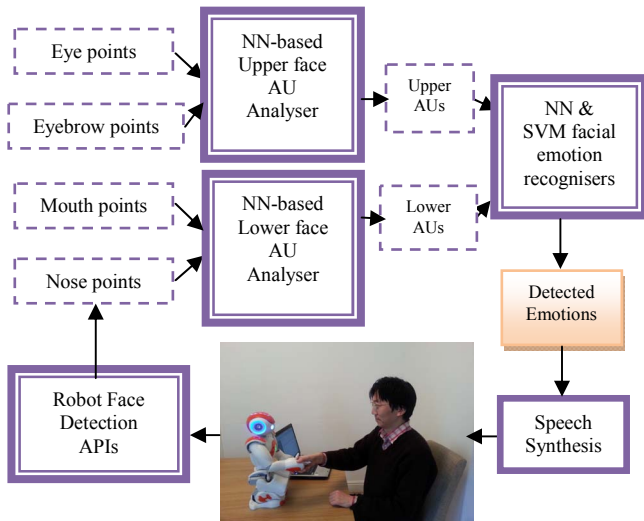 Eye points
Eyebrow points
NN-based
Upper face
AU
Analyser
Upper
AUs
NN &
SVM facial
emotion
recognisers
Mouth points
Nose points
NN-based
Lower face
AU
Analyser
Lower
AUs
Detected
Emotions
Robot Face
Detection
APIs
Speech
Synthesis